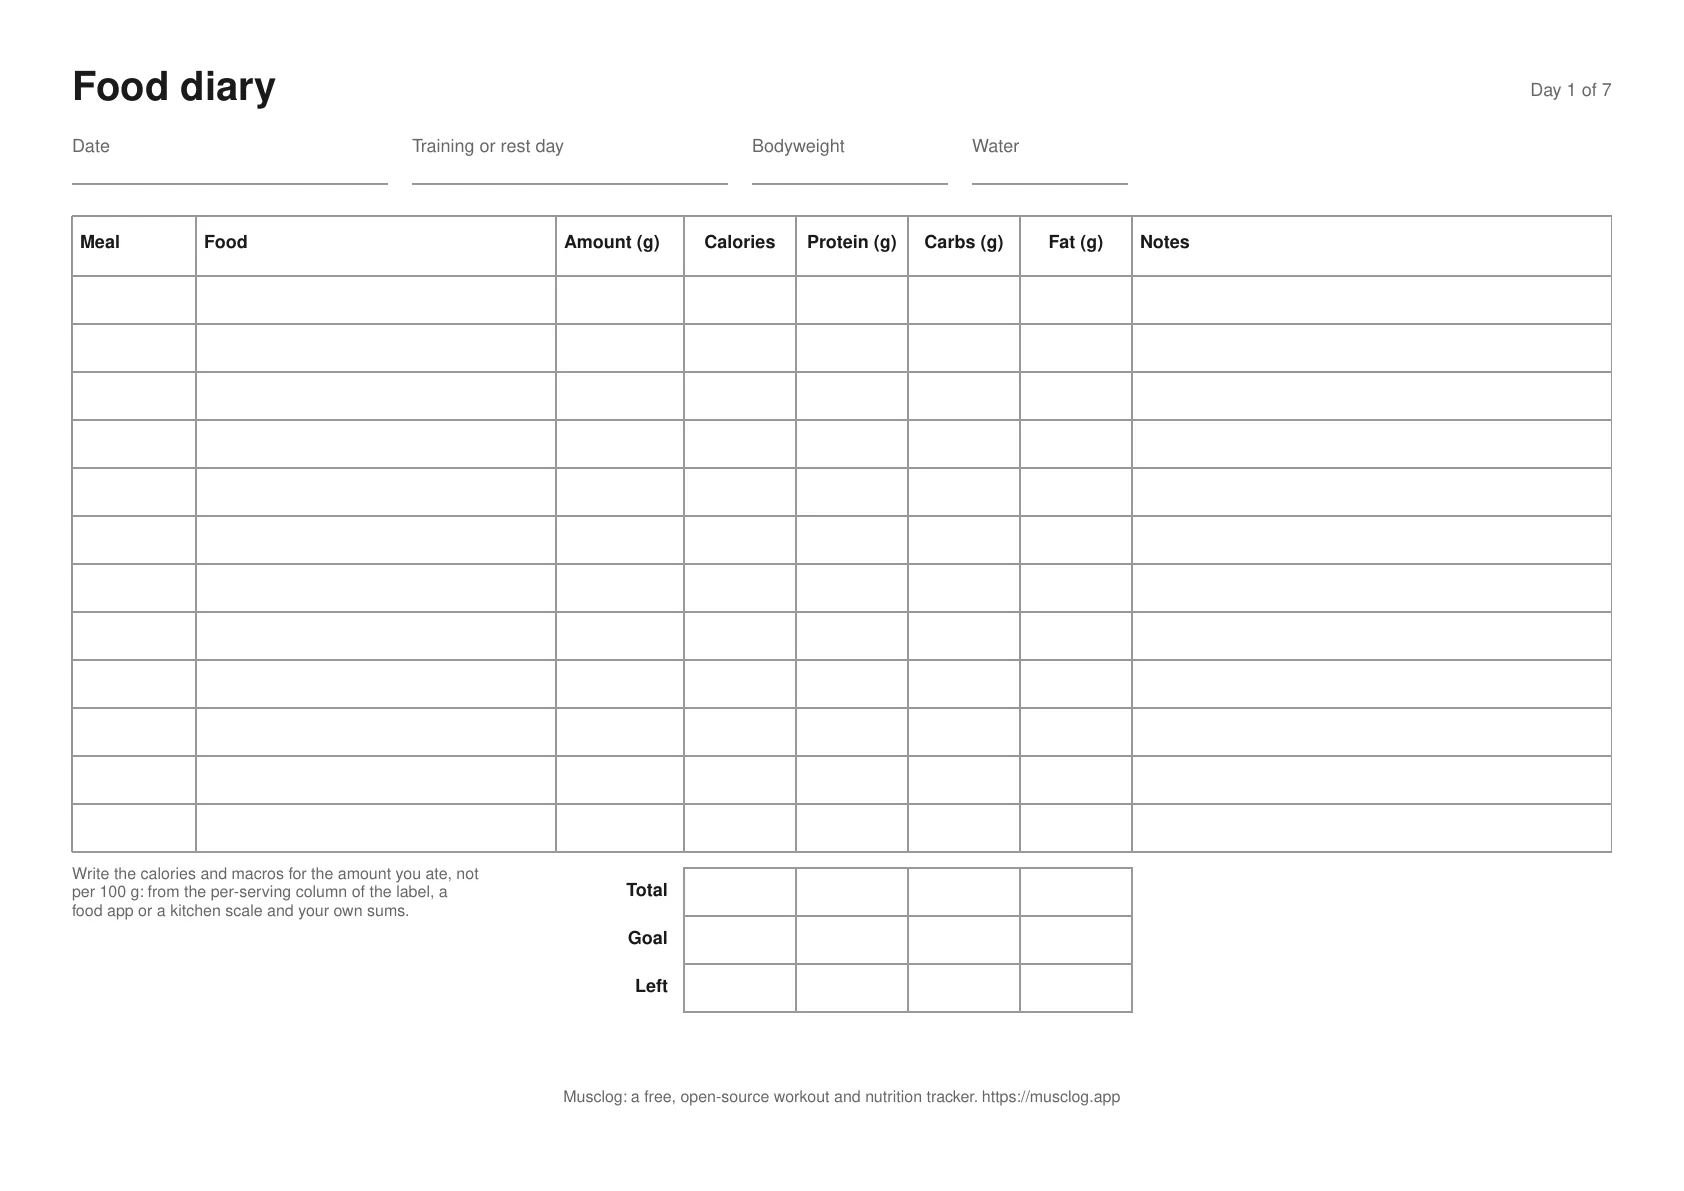 Food diary
Day 1 of 7
Date Training or rest day Bodyweight Water
Meal Food Amount (g) Calories Protein (g) Carbs (g) Fat (g) Notes
Write the calories and macros for the amount you ate, not
per 100 g: from the per-serving column of the label, a
food app or a kitchen scale and your own sums.
Total
Goal
Left
Musclog: a free, open-source workout and nutrition tracker. https://musclog.app